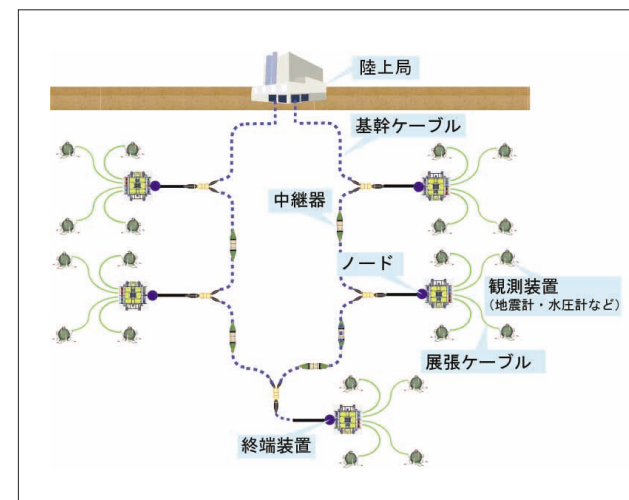 陸上局
基幹ケーブル
中継器
ノード
観測装置
（地震計・水圧計など）
展張ケーブル
終端装置